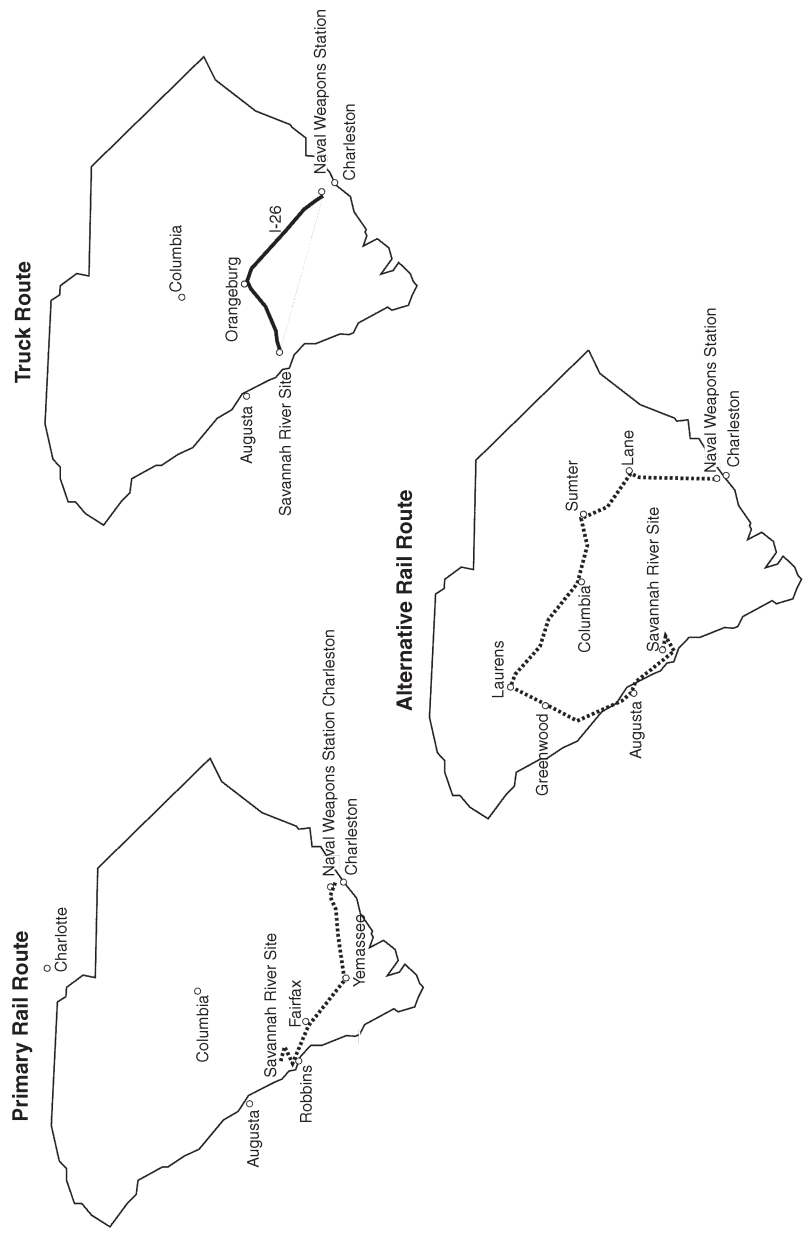 Primary Rail Route
Charlotte
Columbia
Augusta
Savannah River Site
Robbins
Fairfax
Yemassee
Naval Weapons Station Charleston
Charleston
Truck Route
Columbia
Orangeburg
I-26
Augusta
Savannah River Site
Naval Weapons Station
Charleston
Alternative Rail Route
Laurens
Greenwood
Columbia
Sumter
Lane
Augusta
Savannah River Site
Naval Weapons Station
Charleston